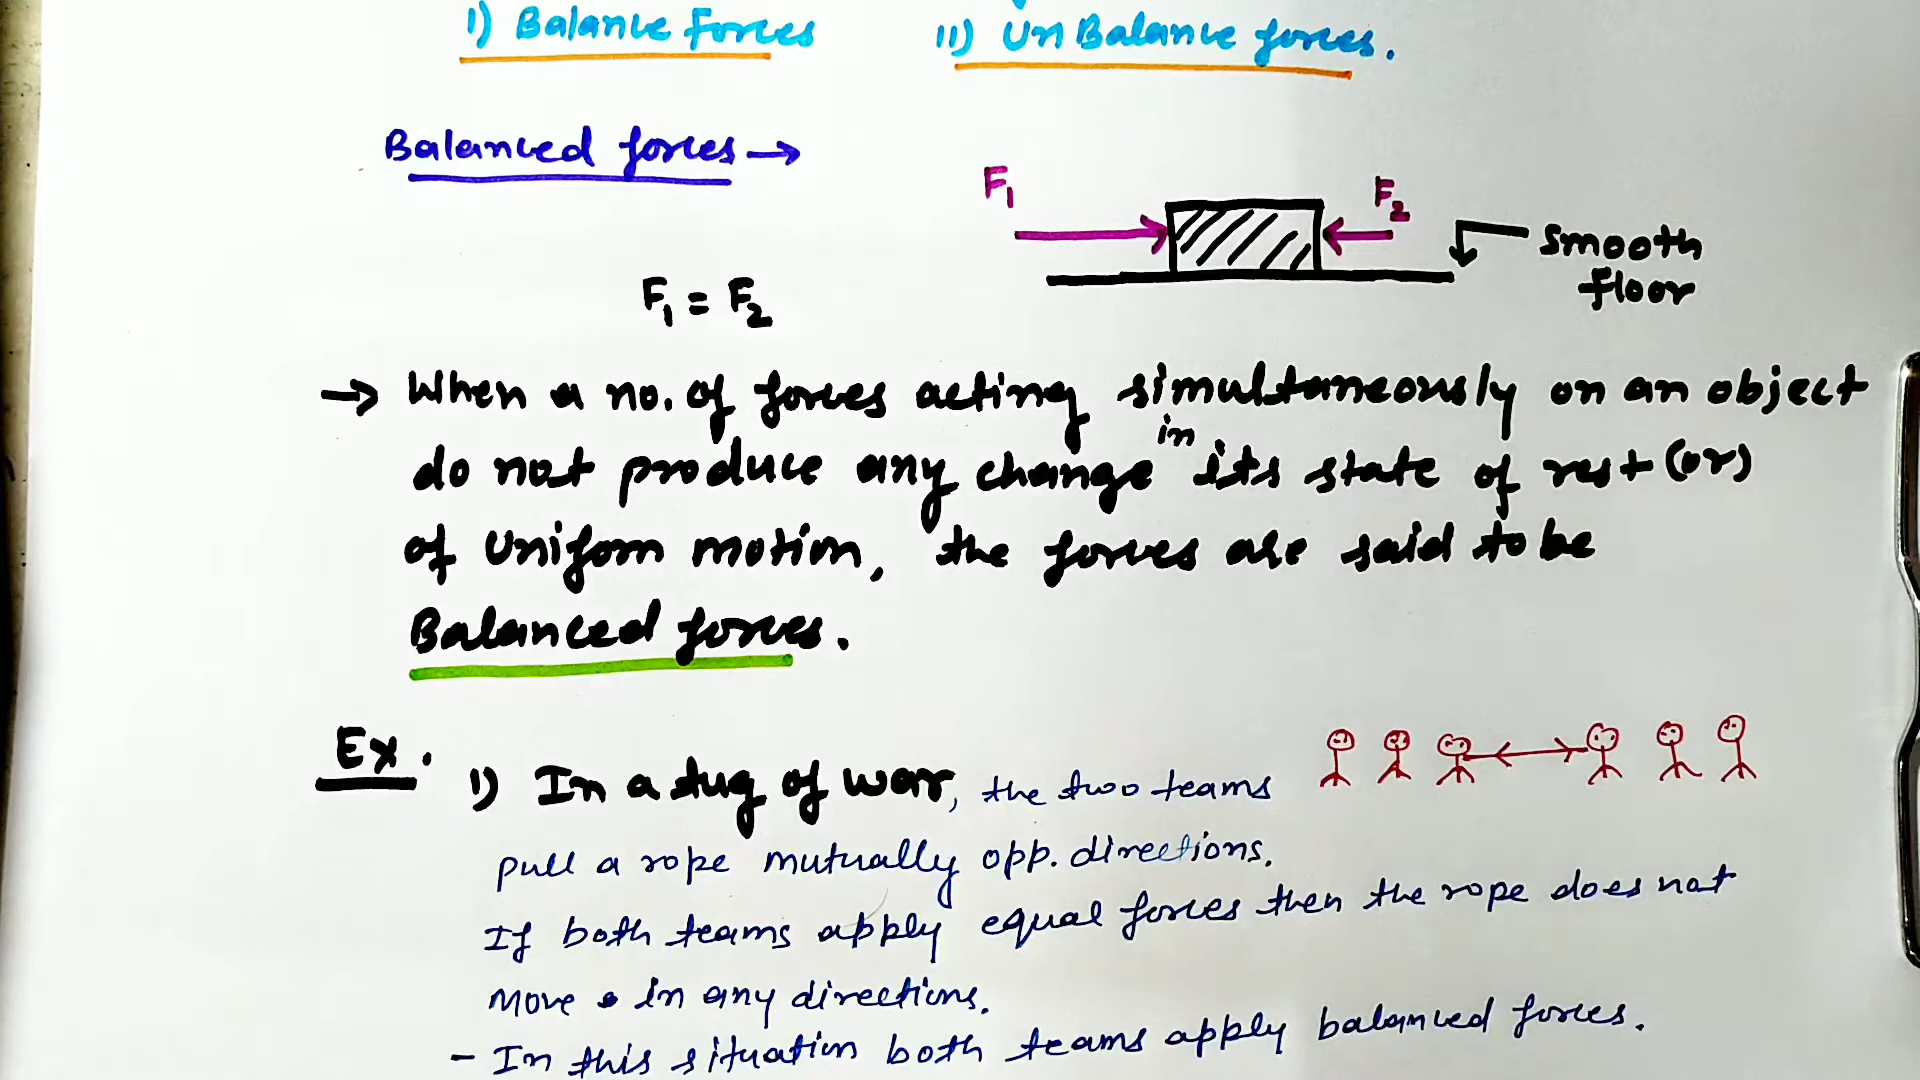 I) Balance Forces II) UnBalance forces.
Balanced forces →
F1 F2
Smooth
floor
F1 = F2
→ When a no. of forces acting simultaneously on an object
do not produce any change in its state of rest (or)
of Uniform motion, the forces are said to be
Balanced forces.
Ex. 1) In a tug of war, the two teams
pull a rope mutually opp. directions.
If both teams apply equal forces then the rope does not
Move in any directions.
- In this situation both teams apply balanced forces.